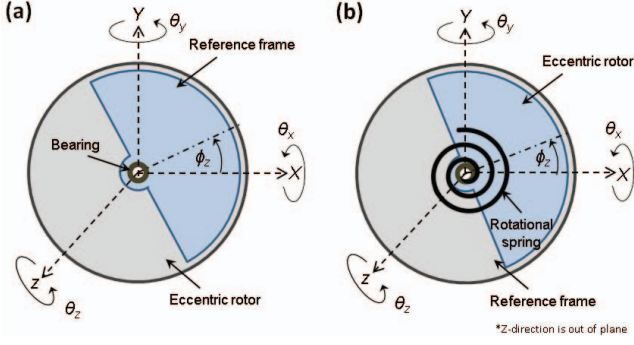 (a)
Y
θy
Reference frame
Bearing
ϕz
θx
X
z
θz
Eccentric rotor
(b)
Y
θy
Eccentric rotor
ϕz
θx
X
Rotational
spring
z
θz
Reference frame
*Z-direction is out of plane